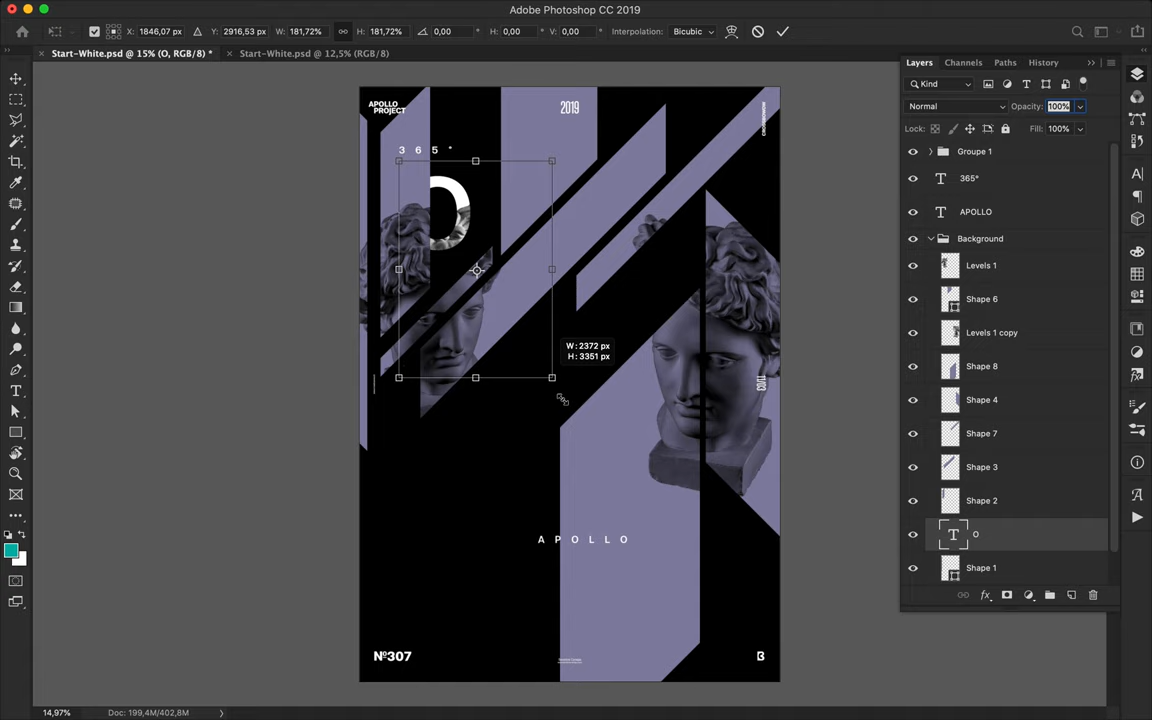 Adobe Photoshop CC 2019
X: 1846,07 px
Y: 2916,53 px
W: 181,72%
H: 181,72%
0,00
H: 0,00
V: 0,00
Interpolation:
Bicubic
Start-White.psd @ 15% (O, RGB/8) *
Start-White.psd @ 12,5% (RGB/8)
Layers
Channels
Paths
History
Kind
Normal
Opacity:
100%
Lock:
Fill:
100%
Groupe 1
T
365°
T
APOLLO
Background
Levels 1
Shape 6
Levels 1 copy
Shape 8
Shape 4
Shape 7
Shape 3
Shape 2
T
O
Shape 1
APOLLO
PROJECT
2019
365°
O
W: 2372 px
H: 3351 px
11/03
APOLLO
Nº307
B
14,97%
Doc: 199,4M/402,8M